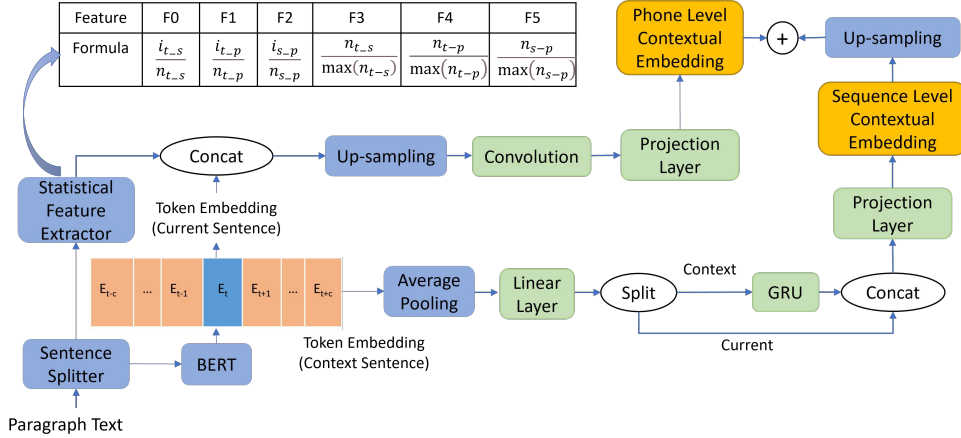 Feature F0 F1 F2 F3 F4 F5
Formula i_{t_s}/n_{t_s} i_{t_p}/n_{t_p} i_{s_p}/n_{s_p} n_{t_s}/max(n_{t-s}) n_{t-p}/max(n_{t_p}) n_{s-p}/max(n_{s-p})
Phone Level
Contextual
Embedding
+
Up-sampling
Sequence Level
Contextual
Embedding
Concat
Up-sampling
Convolution
Projection
Layer
Statistical
Feature
Extractor
Token Embedding
(Current Sentence)
Projection
Layer
E_{t-c} ... E_{t-1} E_t E_{t+1} ... E_{t+c}
Average
Pooling
Linear
Layer
Split
Context
GRU
Concat
Current
Token Embedding
(Context Sentence)
Sentence
Splitter
BERT
Paragraph Text